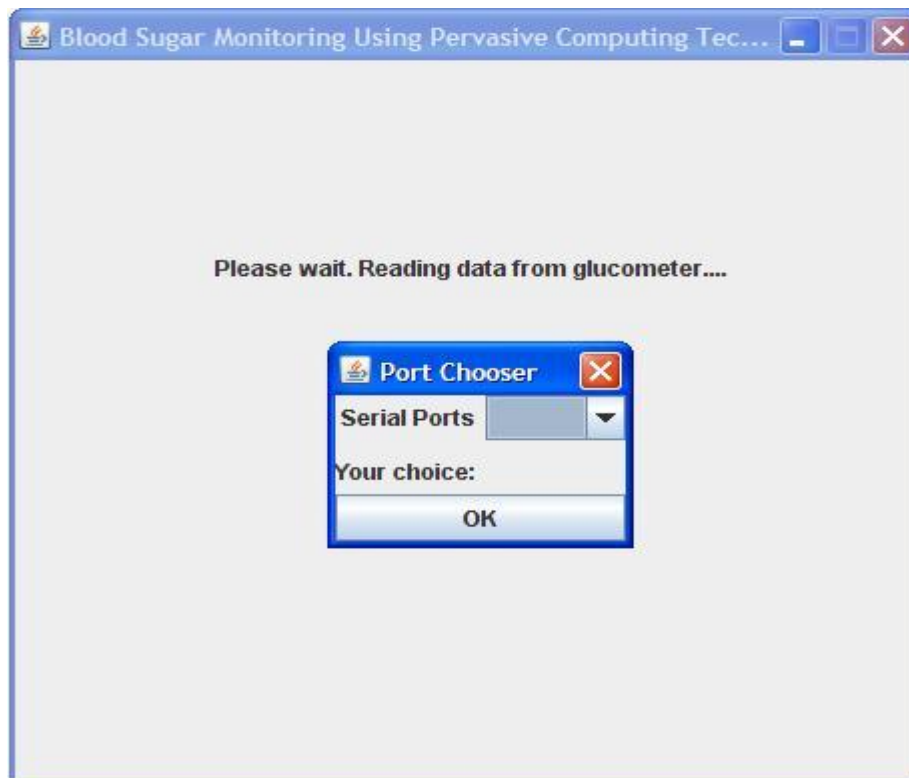 Blood Sugar Monitoring Using Pervasive Computing Tec...
Please wait. Reading data from glucometer....
Port Chooser
Serial Ports
Your choice:
OK